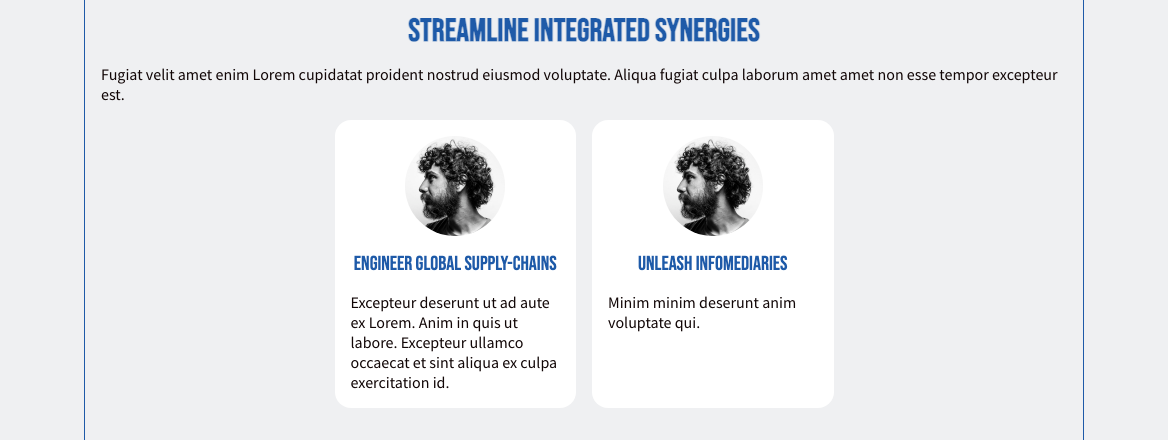 STREAMLINE INTEGRATED SYNERGIES
Fugiat velit amet enim Lorem cupidatat proident nostrud eiusmod voluptate. Aliqua fugiat culpa laborum amet amet non esse tempor excepteur
est.
ENGINEER GLOBAL SUPPLY-CHAINS
Excepteur deserunt ut ad aute
ex Lorem. Anim in quis ut
labore. Excepteur ullamco
occaecat et sint aliqua ex culpa
exercitation id.
UNLEASH INFOMEDIARIES
Minim minim deserunt anim
voluptate qui.